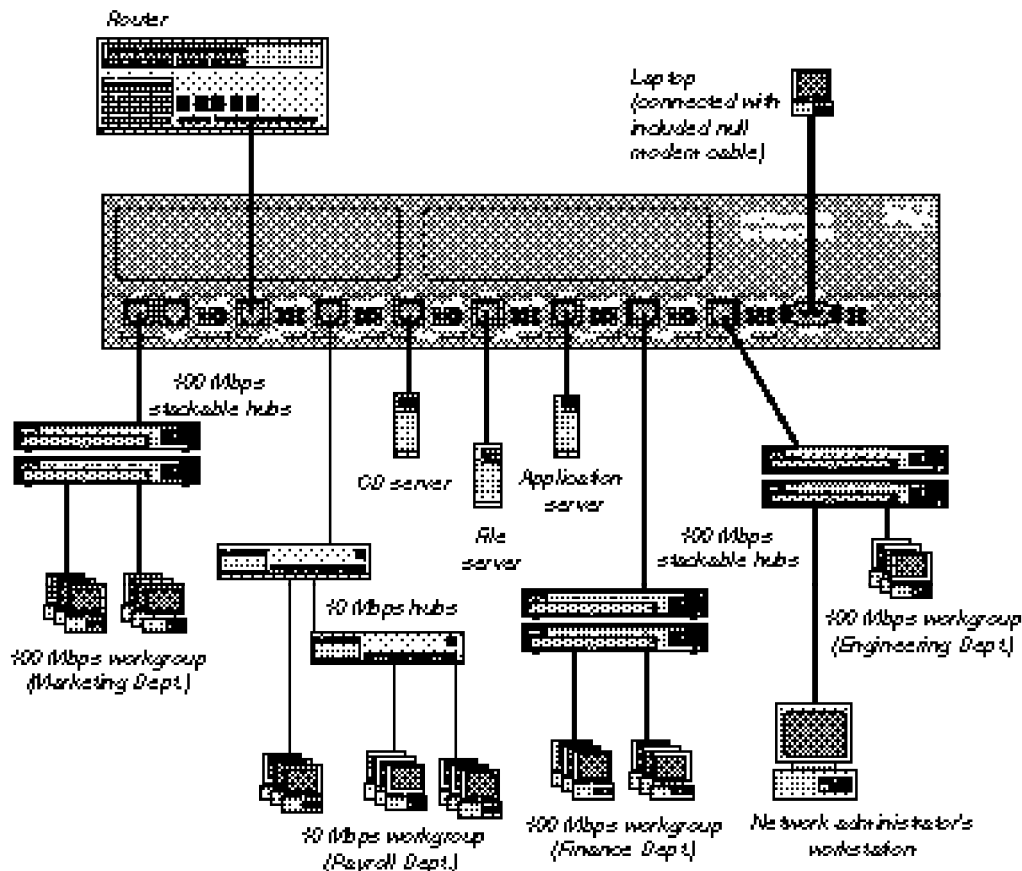 Router
Laptop
(connected with
included null
modem cable)
100 Mbps
stackable hubs
CD server
File
server
Application
server
100 Mbps
stackable hubs
10 Mbps hubs
100 Mbps workgroup
(Marketing Dept.)
100 Mbps workgroup
(Engineering Dept.)
10 Mbps workgroup
(Payroll Dept.)
100 Mbps workgroup
(Finance Dept.)
Network administrator's
workstation